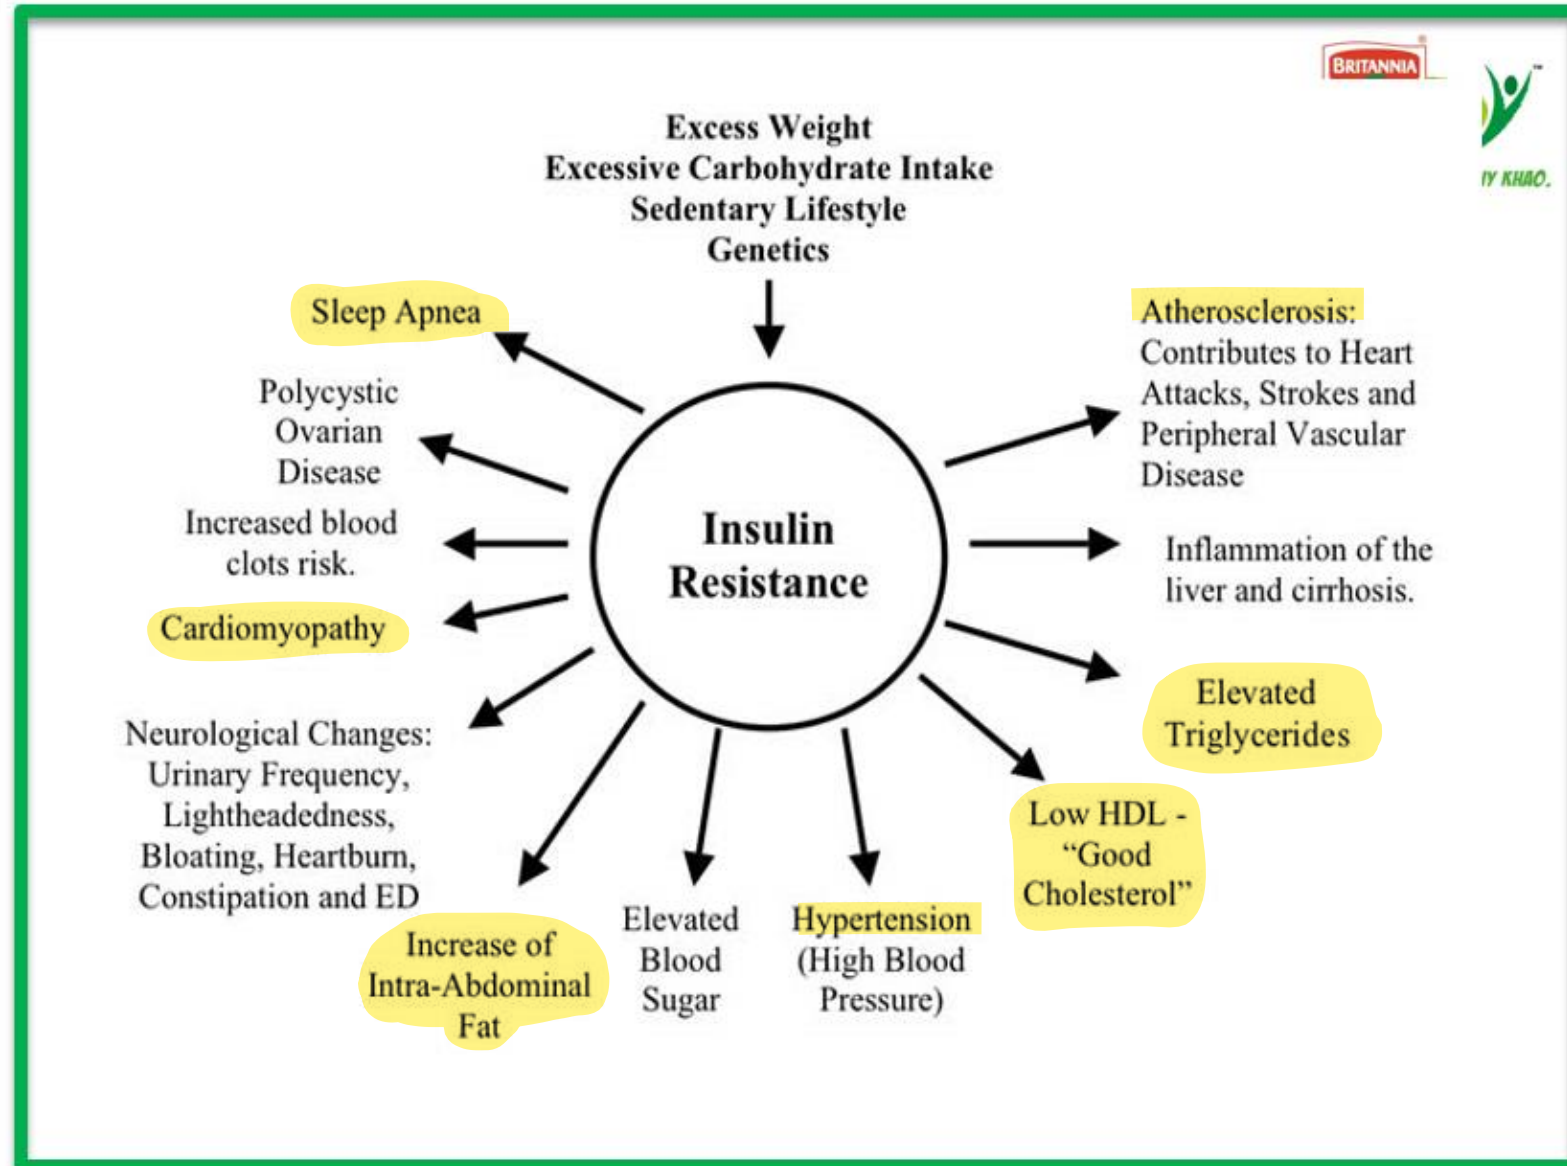 BRITANNIA
IY KHAO.
Excess Weight
Excessive Carbohydrate Intake
Sedentary Lifestyle
Genetics
Sleep Apnea
Polycystic
Ovarian
Disease
Increased blood
clots risk.
Cardiomyopathy
Neurological Changes:
Urinary Frequency,
Lightheadedness,
Bloating, Heartburn,
Constipation and ED
Increase of
Intra-Abdominal
Fat
Elevated
Blood
Sugar
Hypertension
(High Blood
Pressure)
Low HDL -
“Good
Cholesterol”
Elevated
Triglycerides
Inflammation of the
liver and cirrhosis.
Atherosclerosis:
Contributes to Heart
Attacks, Strokes and
Peripheral Vascular
Disease
Insulin
Resistance